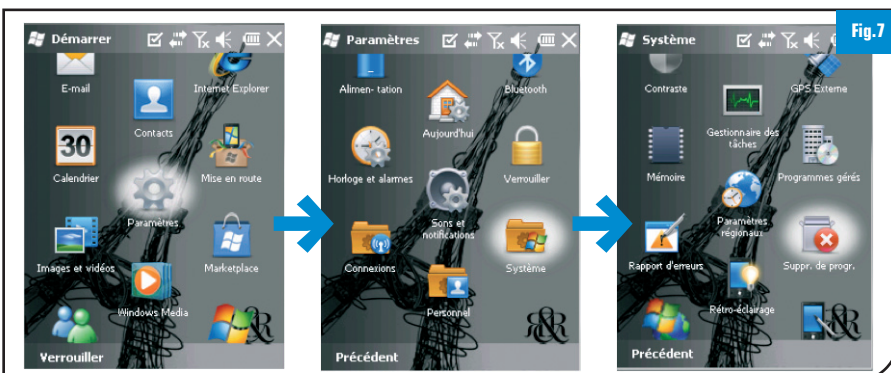 Fig.7
Démarrer
E-mail
Internet Explorer
Contacts
30
Calendrier
Mise en route
Paramètres
Images et vidéos
Marketplace
Windows Media
Verrouiller
Paramètres
Alimen- tation
Bluetooth
Aujourd'hui
Horloge et alarmes
Verrouiller
Sons et
notifications
Connexions
Système
Personnel
Précédent
Système
Contraste
GPS Externe
Gestionnaire des
tâches
Mémoire
Programmes gérés
Paramètres
régionaux
Rapport d'erreurs
Suppr. de progr.
Rétro-éclairage
Précédent